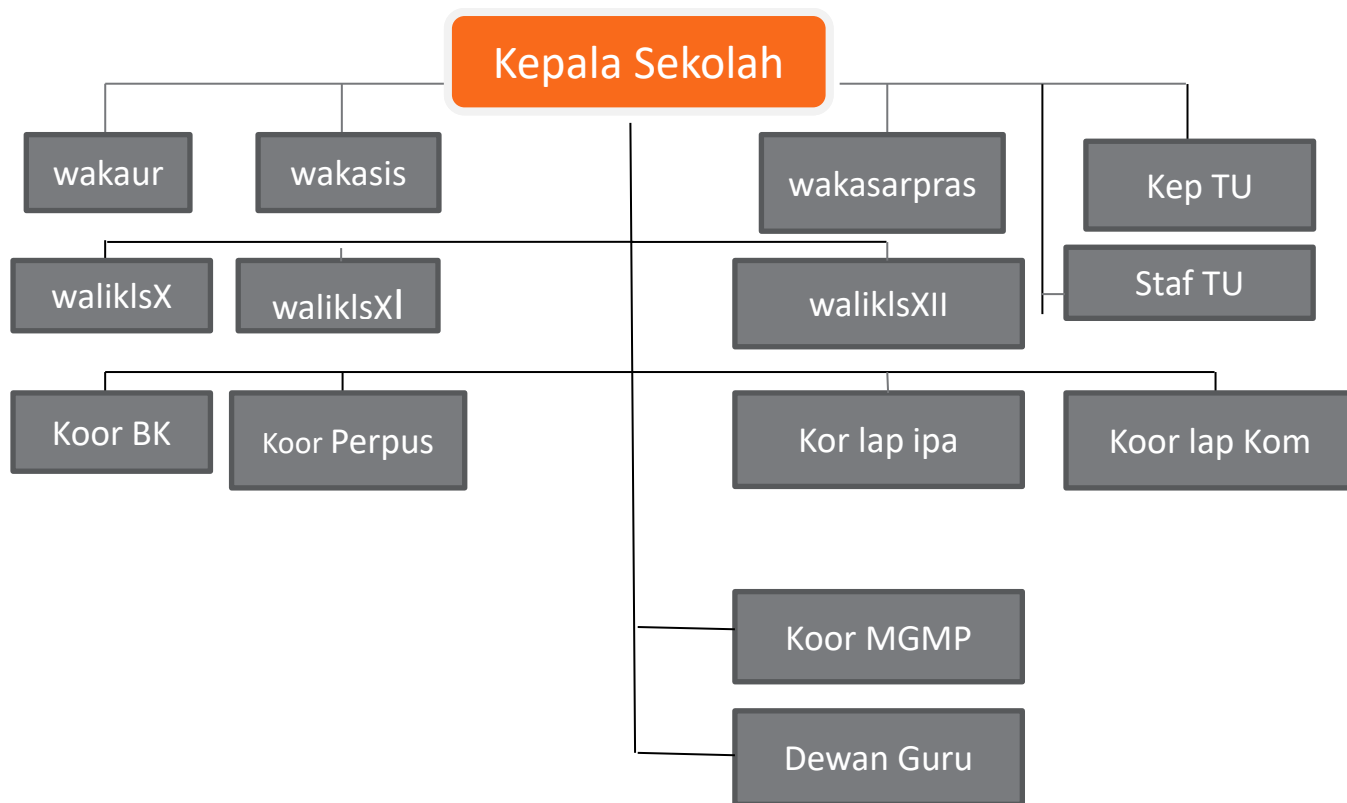 Kepala Sekolah
wakaur
wakasis
wakasarpras
Kep TU
waliklsX
waliklsXI
waliklsXII
Staf TU
Koor BK
Koor Perpus
Kor lap ipa
Koor lap Kom
Koor MGMP
Dewan Guru